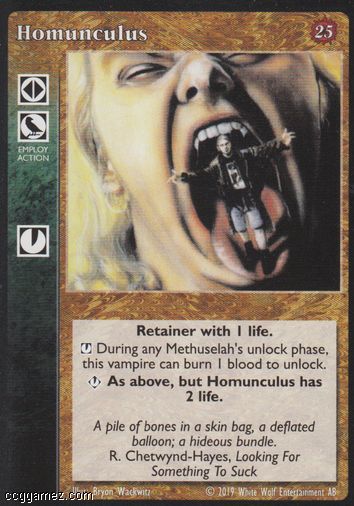 Homunculus
25
EMPLOY
ACTION
Retainer with 1 life.
During any Methuselah's unlock phase,
this vampire can burn 1 blood to unlock.
As above, but Homunculus has
2 life.
A pile of bones in a skin bag, a deflated
balloon; a hideous bundle.
R. Chetwynd-Hayes, Looking For
Something To Suck
Bryon Wackwitz
© 2019 White Wolf Entertainment AB
ccggamez.com